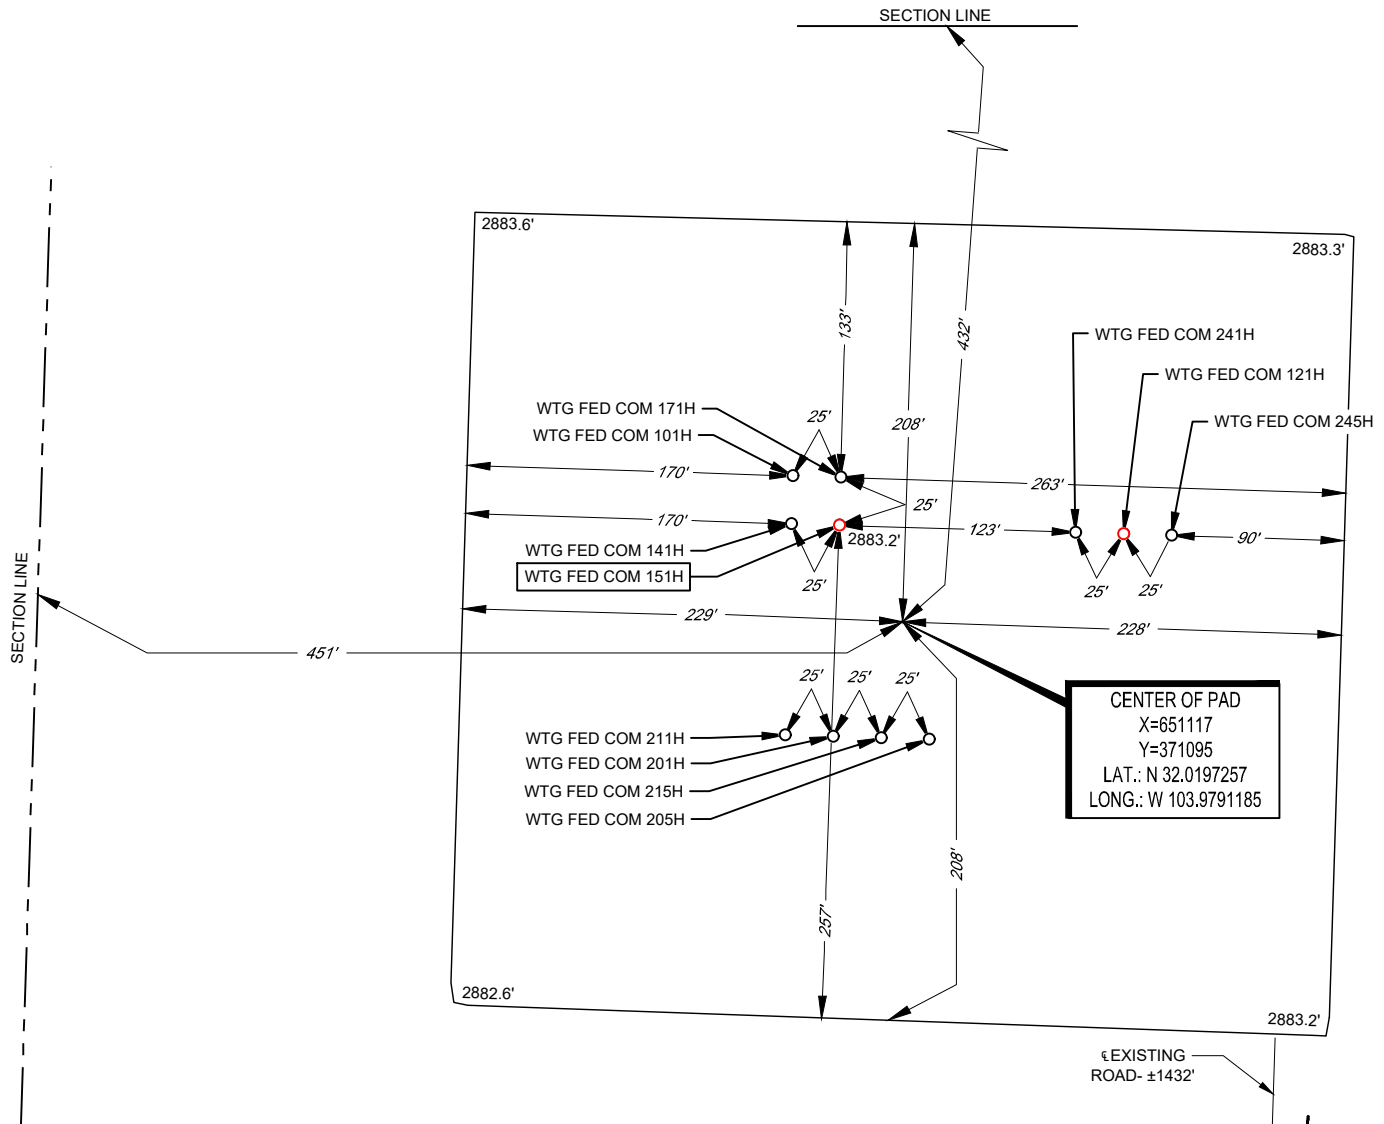 SECTION LINE
2883.6'
2883.3'
133'
432'
WTG FED COM 241H
WTG FED COM 121H
WTG FED COM 171H
25'
208'
WTG FED COM 245H
WTG FED COM 101H
170'
263'
25'
170'
123'
2883.2'
90'
WTG FED COM 141H
WTG FED COM 151H
25'
25'
25'
SECTION LINE
229'
228'
451'
25'
25'
25'
CENTER OF PAD
X=651117
Y=371095
LAT.: N 32.0197257
LONG.: W 103.9791185
WTG FED COM 211H
WTG FED COM 201H
WTG FED COM 215H
WTG FED COM 205H
208'
257'
2882.6'
2883.2'
℄EXISTING
ROAD- ±1432'